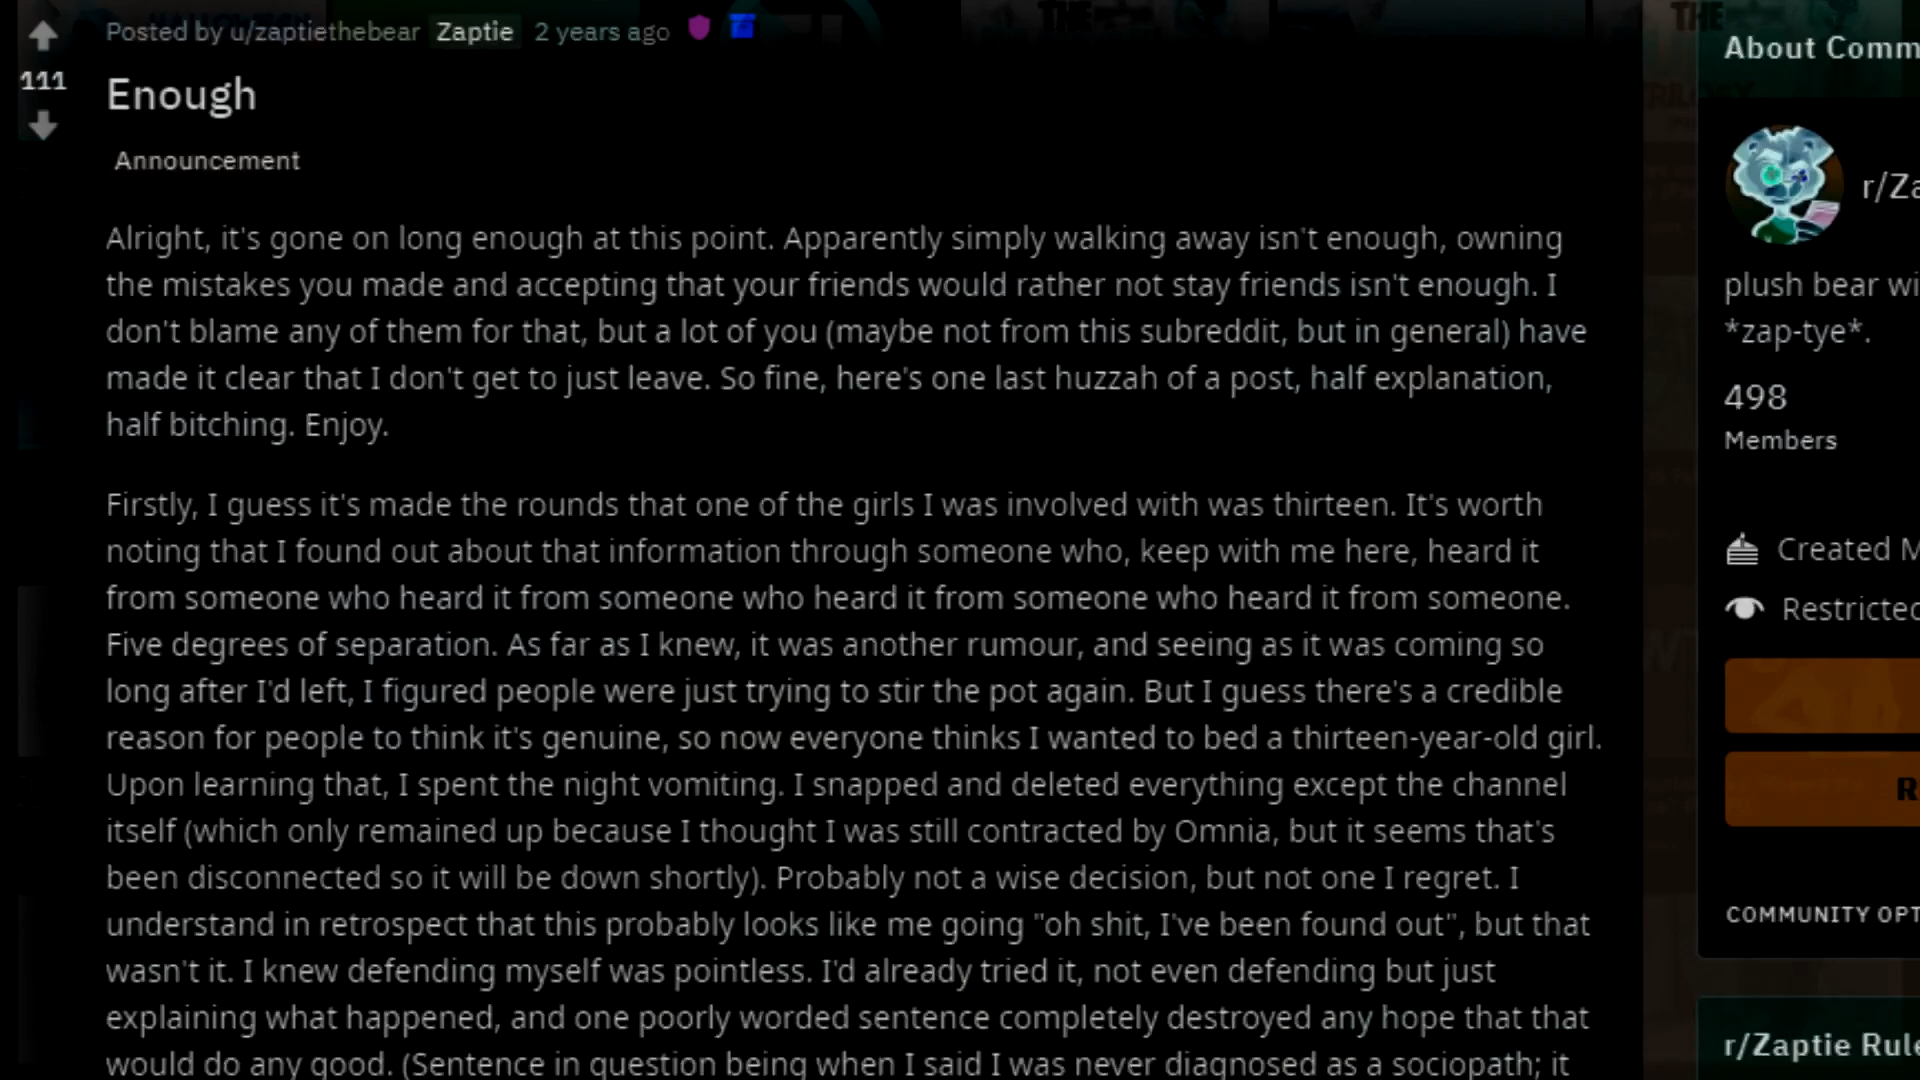 Posted by u/zaptiethebear Zaptie 2 years ago
111
Enough
Announcement
Alright, it's gone on long enough at this point. Apparently simply walking away isn't enough, owning
the mistakes you made and accepting that your friends would rather not stay friends isn't enough. I
don't blame any of them for that, but a lot of you (maybe not from this subreddit, but in general) have
made it clear that I don't get to just leave. So fine, here's one last huzzah of a post, half explanation,
half bitching. Enjoy.
Firstly, I guess it's made the rounds that one of the girls I was involved with was thirteen. It's worth
noting that I found out about that information through someone who, keep with me here, heard it
from someone who heard it from someone who heard it from someone who heard it from someone.
Five degrees of separation. As far as I knew, it was another rumour, and seeing as it was coming so
long after I'd left, I figured people were just trying to stir the pot again. But I guess there's a credible
reason for people to think it's genuine, so now everyone thinks I wanted to bed a thirteen-year-old girl.
Upon learning that, I spent the night vomiting. I snapped and deleted everything except the channel
itself (which only remained up because I thought I was still contracted by Omnia, but it seems that's
been disconnected so it will be down shortly). Probably not a wise decision, but not one I regret. I
understand in retrospect that this probably looks like me going "oh shit, I've been found out", but that
wasn't it. I knew defending myself was pointless. I'd already tried it, not even defending but just
explaining what happened, and one poorly worded sentence completely destroyed any hope that that
would do any good. (Sentence in question being when I said I was never diagnosed as a sociopath; it
About Comm
r/Za
plush bear wi
*zap-tye*.
498
Members
Created M
Restricted
R
COMMUNITY OPT
r/Zaptie Rule